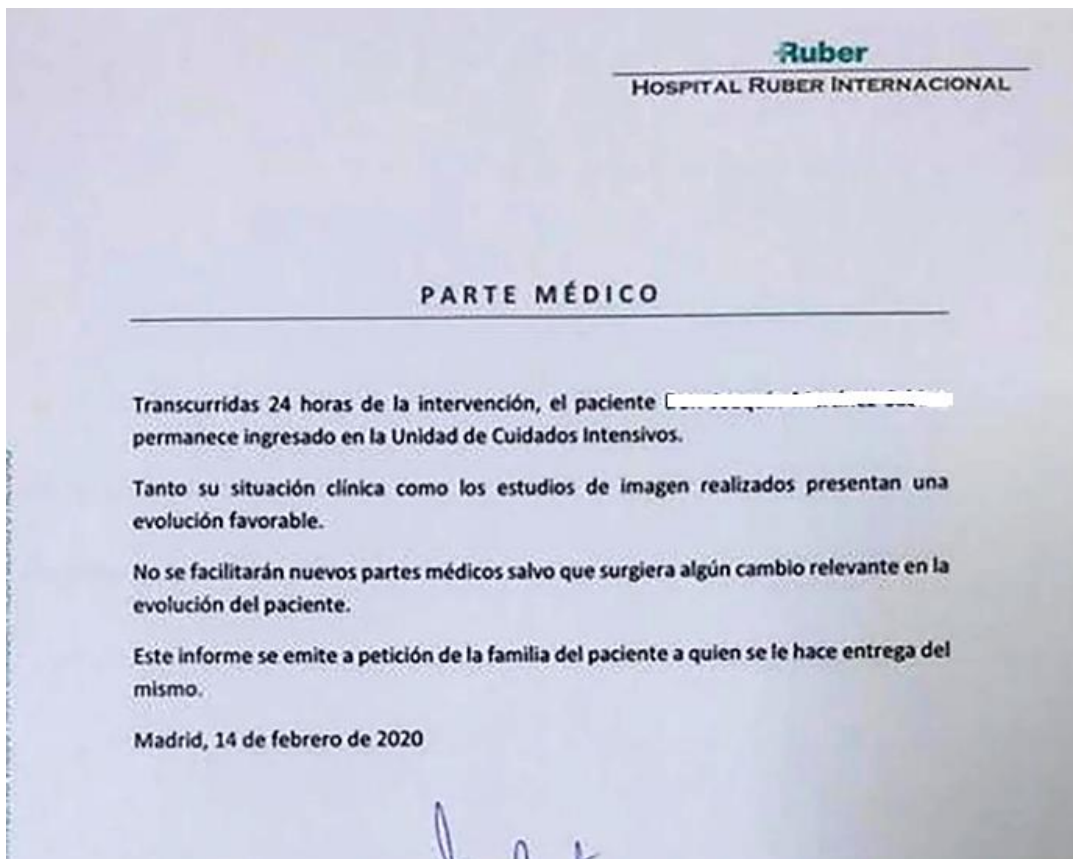 Ruber
HOSPITAL RUBER INTERNACIONAL
PARTE MÉDICO
Transcurridas 24 horas de la intervención, el paciente
permanece ingresado en la Unidad de Cuidados Intensivos.
Tanto su situación clínica como los estudios de imagen realizados presentan una
evolución favorable.
No se facilitarán nuevos partes médicos salvo que surgiera algún cambio relevante en la
evolución del paciente.
Este informe se emite a petición de la familia del paciente a quien se le hace entrega del
mismo.
Madrid, 14 de febrero de 2020